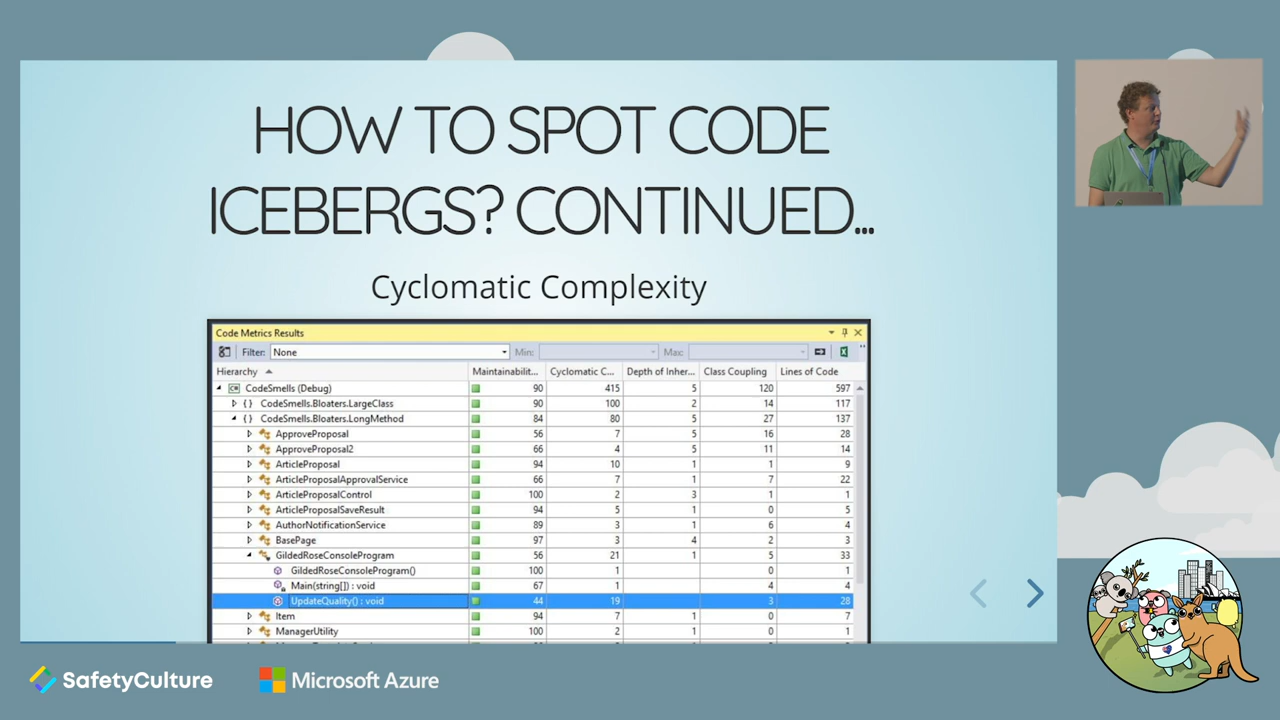 HOW TO SPOT CODE
ICEBERGS? CONTINUED...
Cyclomatic Complexity
Code Metrics Results
Filter: None Min: Max:
Hierarchy Maintainabilit... Cyclomatic C... Depth of Inher... Class Coupling Lines of Code
CodeSmells (Debug) 90 415 5 120 597
{ } CodeSmells.Bloaters.LargeClass 90 100 2 14 117
{ } CodeSmells.Bloaters.LongMethod 84 80 5 27 137
ApproveProposal 56 7 5 16 28
ApproveProposal2 66 4 5 11 14
ArticleProposal 94 10 1 1 9
ArticleProposalApprovalService 66 7 1 7 22
ArticleProposalControl 100 2 3 1 1
ArticleProposalSaveResult 94 5 1 0 5
AuthorNotificationService 89 3 1 6 4
BasePage 97 3 4 2 3
GildedRoseConsoleProgram 56 21 1 5 33
GildedRoseConsoleProgram() 100 1 0 1
Main(string[]) : void 67 1 4 4
UpdateQuality() : void 44 19 3 28
Item 94 7 1 0 7
ManagerUtility 100 2 1 0 1
SafetyCulture
Microsoft Azure